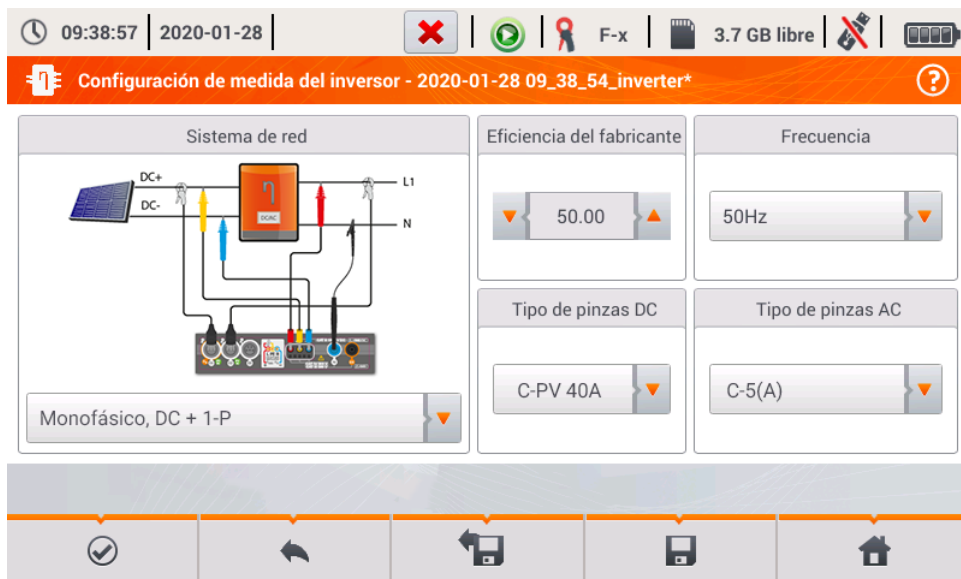 09:38:57 2020-01-28 F-x 3.7 GB libre
Configuración de medida del inversor - 2020-01-28 09_38_54_inverter*
Sistema de red
DC+
DC-
η
DCAC
L1
N
Monofásico, DC + 1-P
Eficiencia del fabricante
50.00
Frecuencia
50Hz
Tipo de pinzas DC
C-PV 40A
Tipo de pinzas AC
C-5(A)